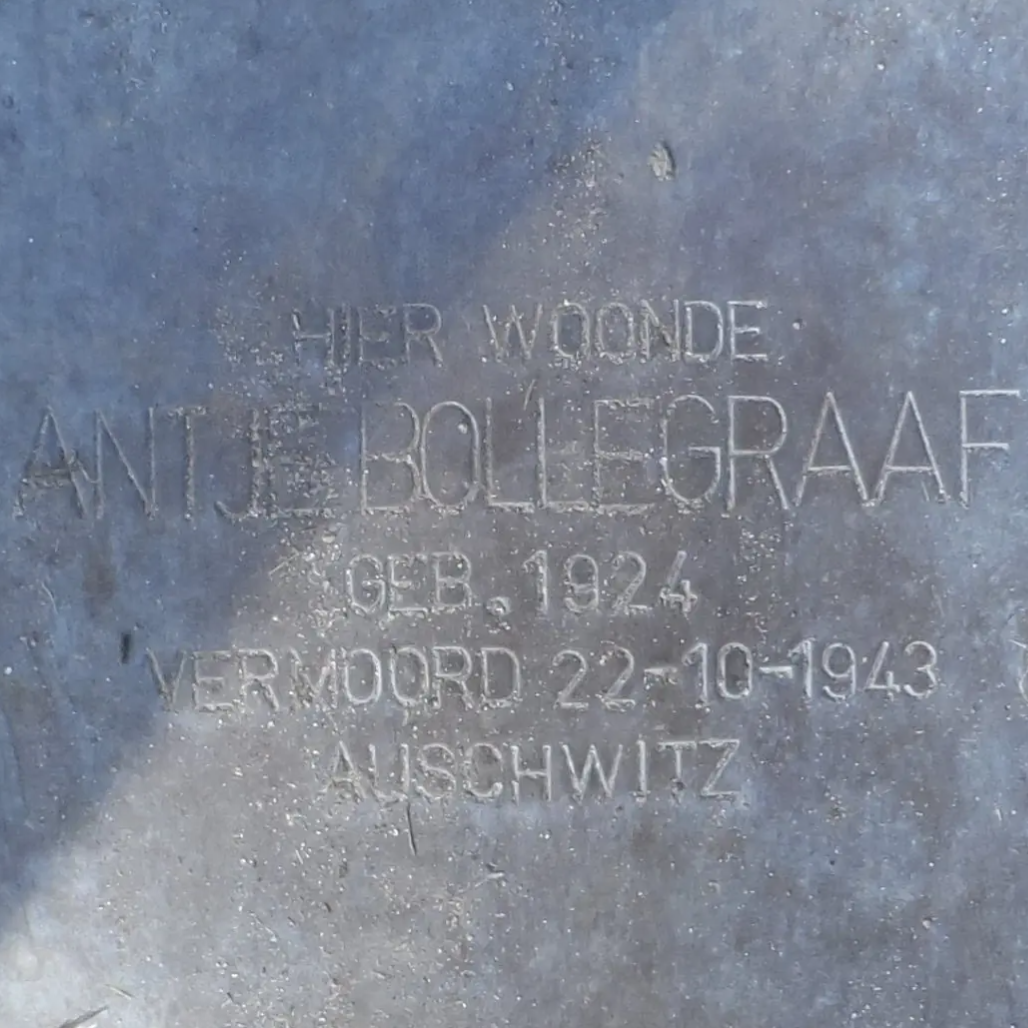 HIER WOONDE
ANTJE BOLLEGRAAF
GEB. 1924
VERMOORD 22-10-1943
AUSCHWITZ